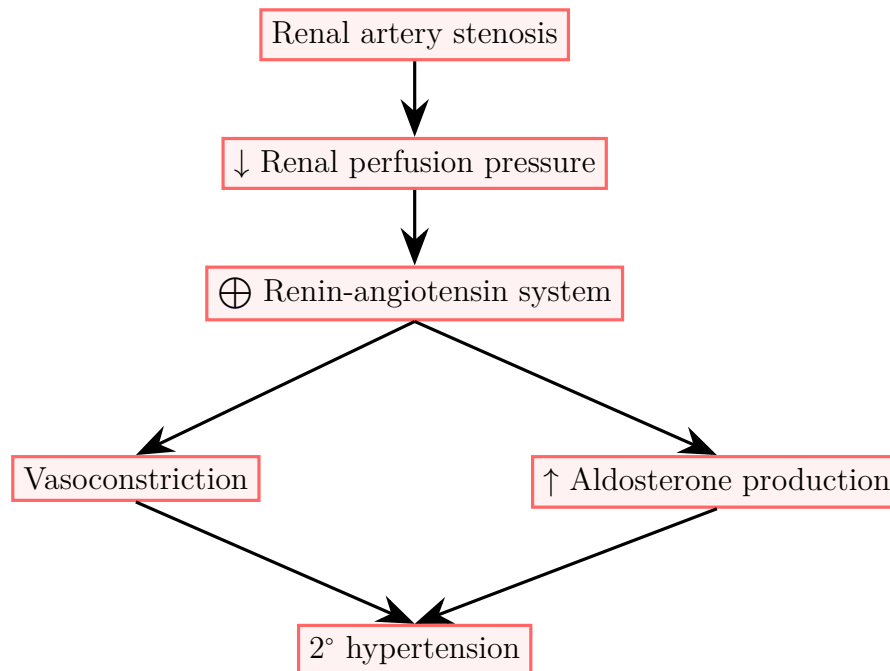 Renal artery stenosis
↓ Renal perfusion pressure
⊕ Renin-angiotensin system
Vasoconstriction
↑ Aldosterone production
2° hypertension